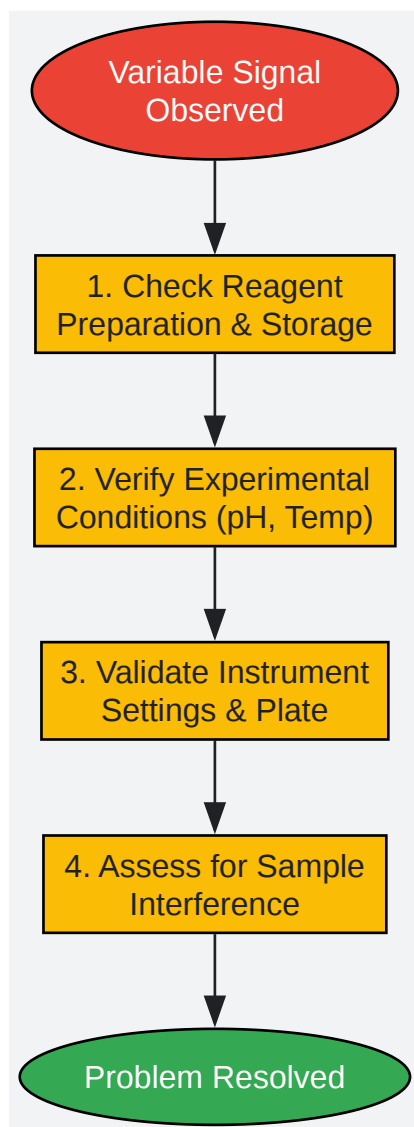 Variable Signal
Observed
1. Check Reagent
Preparation & Storage
2. Verify Experimental
Conditions (pH, Temp)
3. Validate Instrument
Settings & Plate
4. Assess for Sample
Interference
Problem Resolved